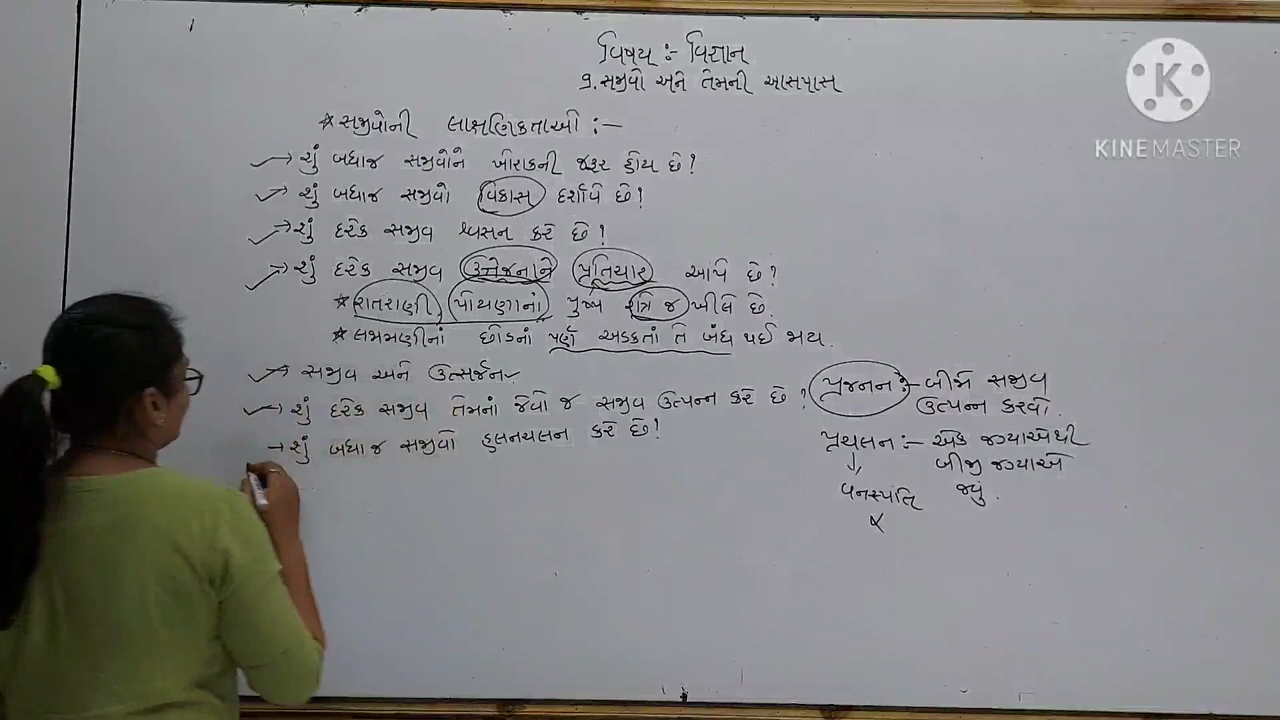 વિષય :- વિજ્ઞાન
૭. સજીવો અને તેમની આસપાસ
* સજીવોની લાક્ષણિકતાઓ :-
→ શું બધાજ સજીવોને ખોરાકની જરૂર હોય છે?
→ શું બધાજ સજીવો વિકાસ દર્શાવે છે?
→ શું દરેક સજીવ શ્વસન કરે છે?
→ શું દરેક સજીવ ઉત્તેજનાને પ્રતિચાર આપે છે?
* રાતરાણી પોયણાનાં પુષ્પ રાત્રિ જ ખીલે છે.
* લજામણીનાં છોડનાં પર્ણ અડકતાં તે બંધ થઈ જાય.
→ સજીવ અને ઉત્સર્જન
→ શું દરેક સજીવ તેમનાં જેવો જ સજીવ ઉત્પન્ન કરે છે?
→ શું બધાજ સજીવો હલનચલન કરે છે?
પ્રજનન :- બીજો સજીવ
ઉત્પન્ન કરવો.
પ્રચલન :- એક જગ્યાએથી
બીજી જગ્યાએ
જવું.
↓
વનસ્પતિ
x
K
KINEMASTER